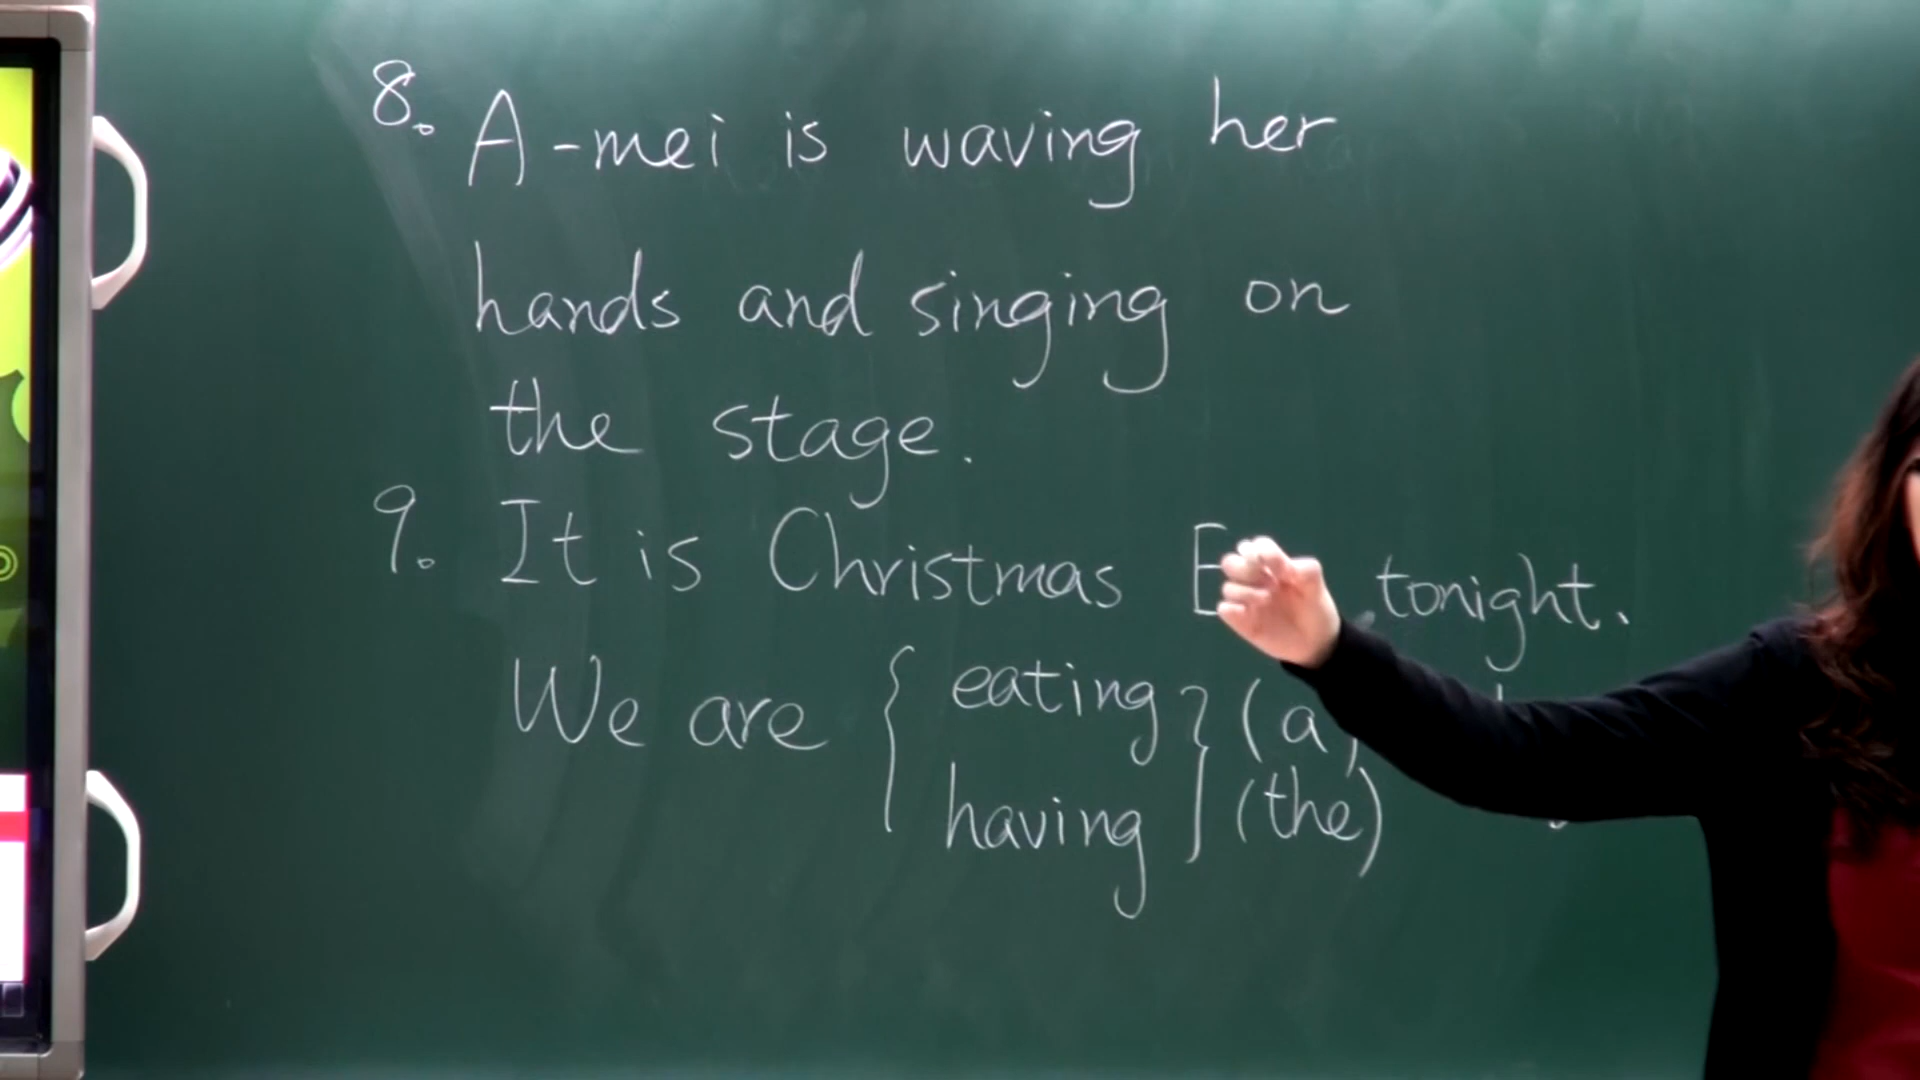 8. A-mei is waving her
hands and singing on
the stage.
9. It is Christmas tonight.
We are { eating } (a)
having (the)